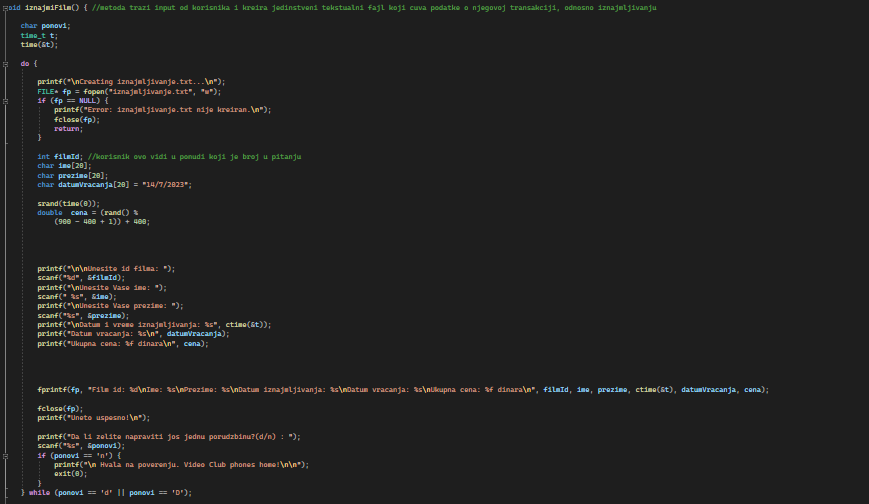 oid iznajmiFilm() { //metoda trazi input od korisnika i kreira jedinstveni tekstualni fajl koji cuva podatke o njegovoj transakciji, odnosno iznajmljivanju
char ponovi;
time_t t;
time(&t);
do {
printf("\nCreating iznajmljivanje.txt...\n");
FILE* fp = fopen("iznajmljivanje.txt", "w");
if (fp == NULL) {
printf("Error: iznajmljivanje.txt nije kreiran.\n");
fclose(fp);
return;
}
int filmId; //korisnik ovo vidi u ponudi koji je broj u pitanju
char ime[20];
char prezime[20];
char datumVracanja[20] = "14/7/2023";
srand(time(0));
double  cena = (rand() %
(900 - 400 + 1)) + 400;
printf("\n\nUnesite id filma: ");
scanf("%d", &filmId);
printf("\nUnesite Vase ime: ");
scanf(" %s", &ime);
printf("\nUnesite Vase prezime: ");
scanf("%s", &prezime);
printf("\nDatum i vreme iznajmljivanja: %s", ctime(&t));
printf("Datum vracanja: %s\n", datumVracanja);
printf("Ukupna cena: %f dinara\n", cena);
fprintf(fp, "Film id: %d\nIme: %s\nPrezime: %s\nDatum iznajmljivanja: %s\nDatum vracanja: %s\nUkupna cena: %f dinara\n", filmId, ime, prezime, ctime(&t), datumVracanja, cena);
fclose(fp);
printf("Uneto uspesno!\n");
printf("Da li zelite napraviti jos jednu porudzbinu?(d/n) : ");
scanf("%s", &ponovi);
if (ponovi == 'n') {
printf("\n Hvala na poverenju. Video Club phones home!\n\n");
exit(0);
}
} while (ponovi == 'd' || ponovi == 'D');